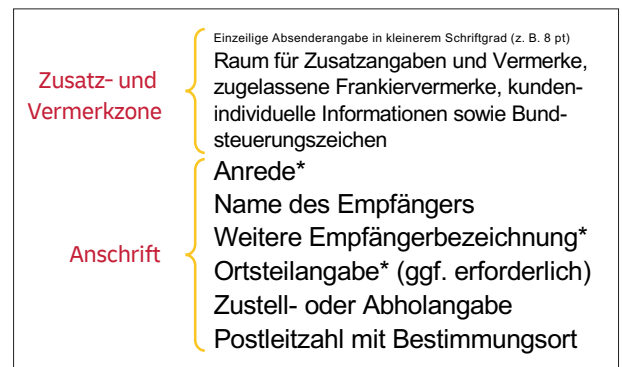 Einzeilige Absenderangabe in kleinerem Schriftgrad (z. B. 8 pt)
Zusatz- und
Vermerkzone
Raum für Zusatzangaben und Vermerke,
zugelassene Frankiervermerke, kunden-
individuelle Informationen sowie Bund-
steuerungszeichen
Anschrift
Anrede*
Name des Empfängers
Weitere Empfängerbezeichnung*
Ortsteilangabe* (ggf. erforderlich)
Zustell- oder Abholangabe
Postleitzahl mit Bestimmungsort